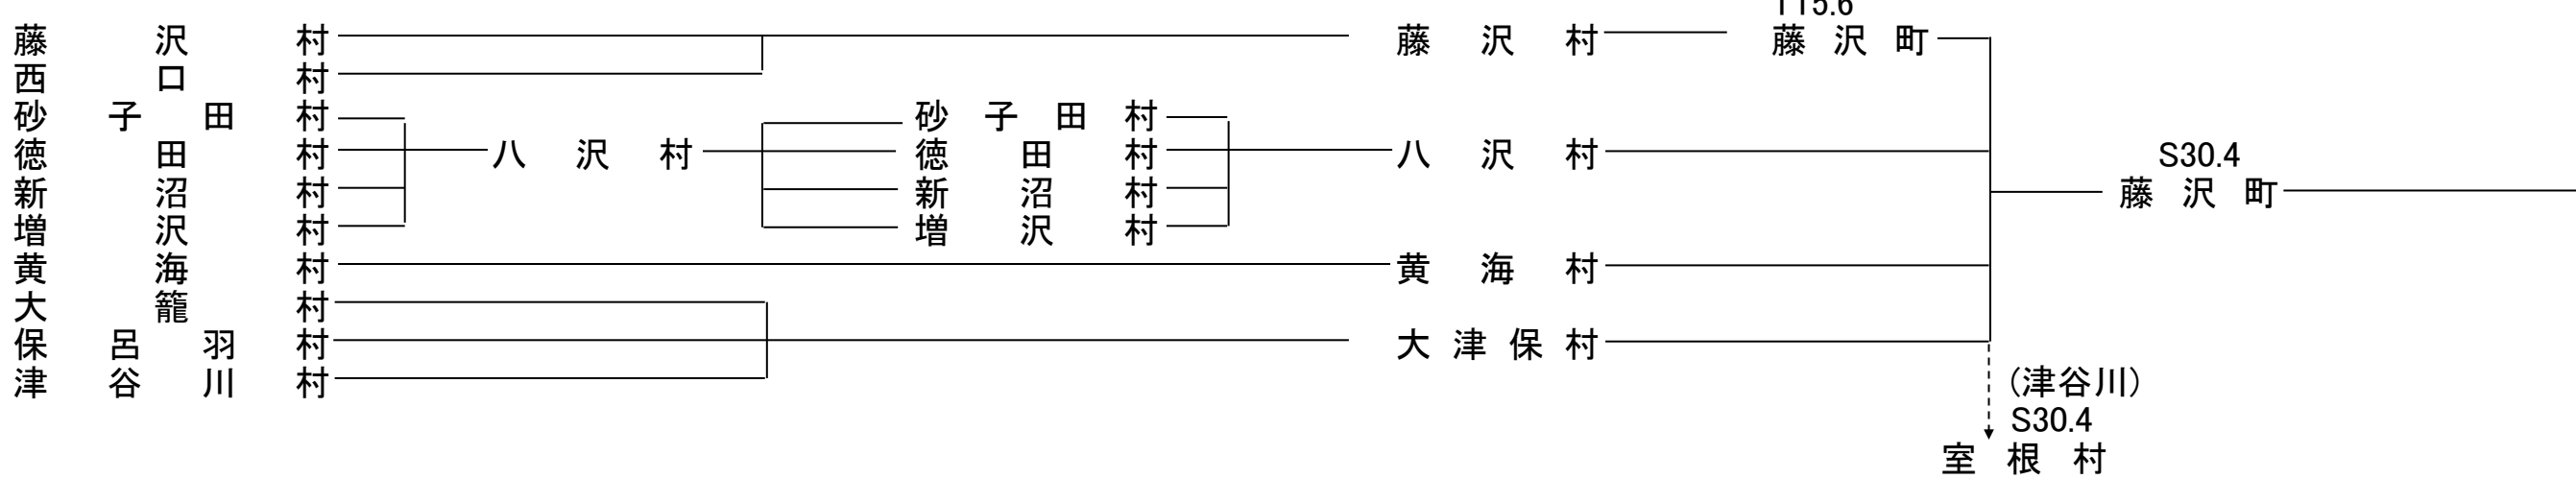 T15.6
藤沢村 藤沢村 藤沢町
西口村
砂子田村 砂子田村
徳田村 八沢村 徳田村 八沢村 S30.4
新沼村 新沼村 藤沢町
増沢村 増沢村
黄海村 黄海村
大籠村
保呂羽村 大津保村
津谷川村 (津谷川)
S30.4
室根村